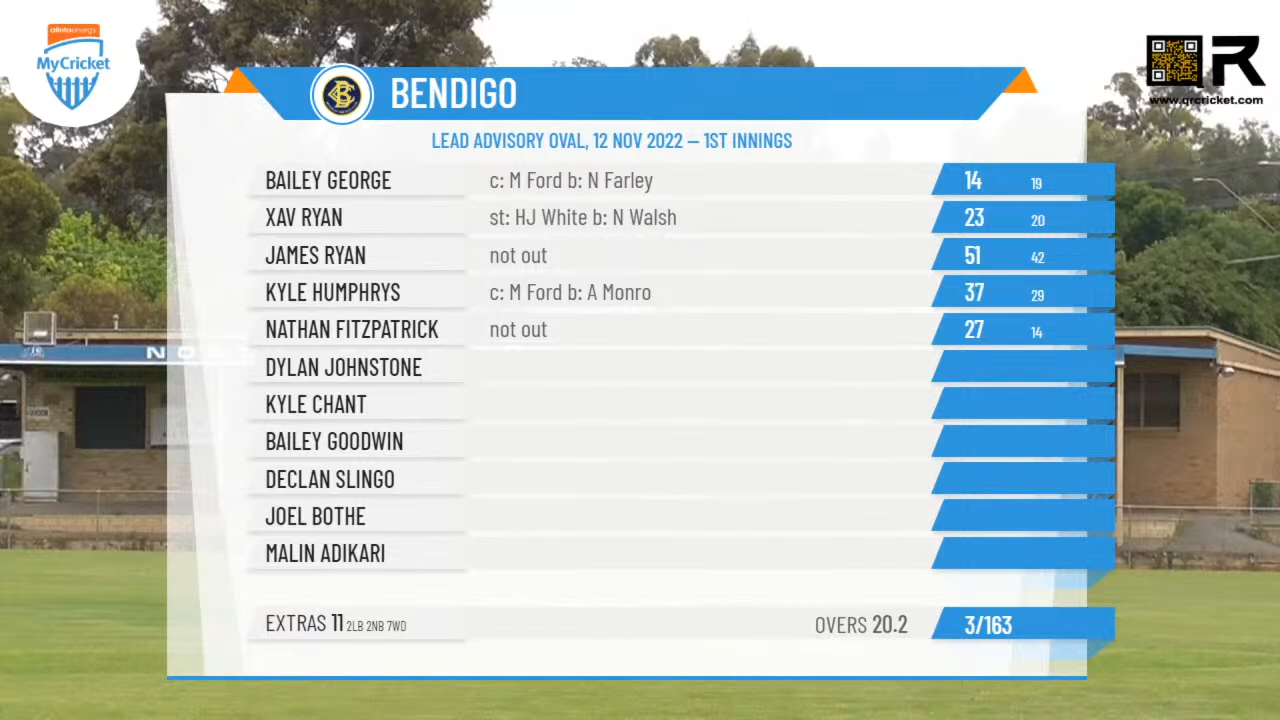 alintaenergy
MyCricket
BENDIGO
www.qrcricket.com
LEAD ADVISORY OVAL, 12 NOV 2022 – 1ST INNINGS
BAILEY GEORGE c: M Ford b: N Farley 14 19
XAV RYAN st: HJ White b: N Walsh 23 20
JAMES RYAN not out 51 42
KYLE HUMPHRYS c: M Ford b: A Monro 37 29
NATHAN FITZPATRICK not out 27 14
DYLAN JOHNSTONE
KYLE CHANT
BAILEY GOODWIN
DECLAN SLINGO
JOEL BOTHE
MALIN ADIKARI
EXTRAS 11 2LB 2NB 7WD OVERS 20.2 3/163